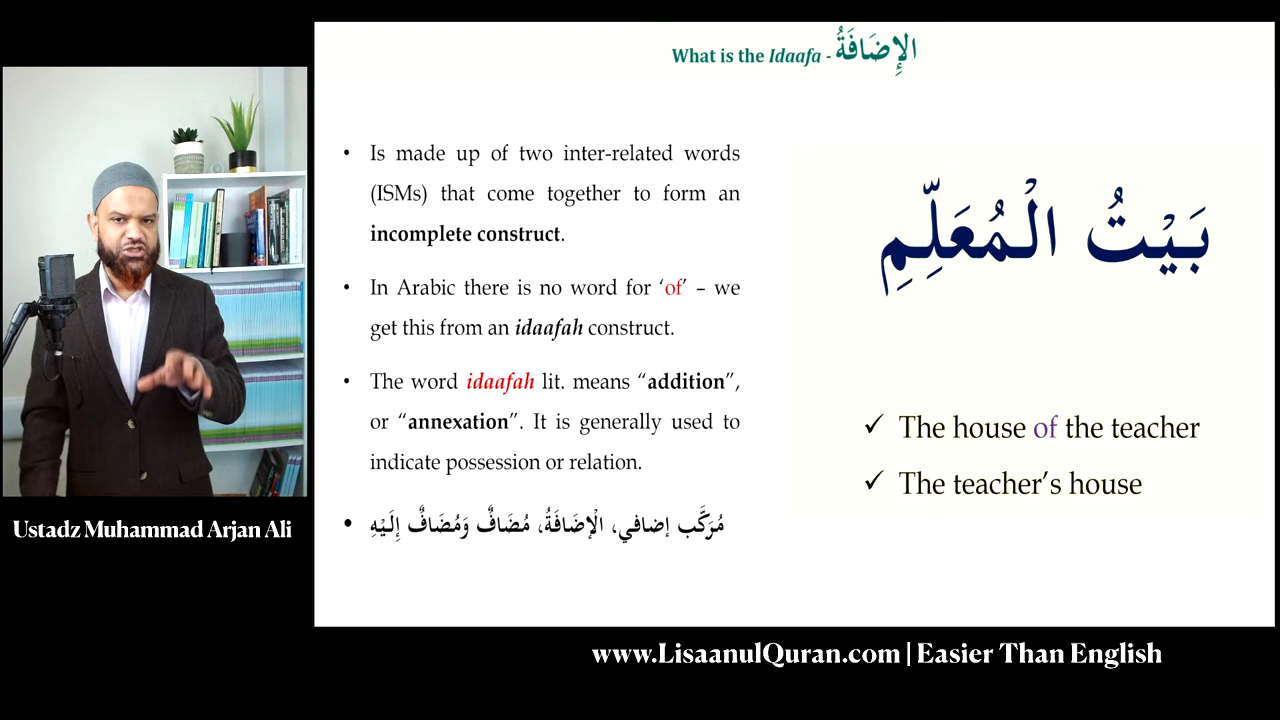 What is the Idaafa - الإِضَافَةُ
• Is made up of two inter-related words
(ISMs) that come together to form an
incomplete construct.
• In Arabic there is no word for ‘of’ – we
get this from an idaafah construct.
• The word idaafah lit. means “addition”,
or “annexation”. It is generally used to
indicate possession or relation.
• مُرَكَّب إضافي، الْإضَافَةُ، مُضَافٌ وَمُضَافٌ إِلَيْهِ
بَيْتُ الْمُعَلِّمِ
✓ The house of the teacher
✓ The teacher’s house
Ustadz Muhammad Arjan Ali
www.LisaanulQuran.com | Easier Than English